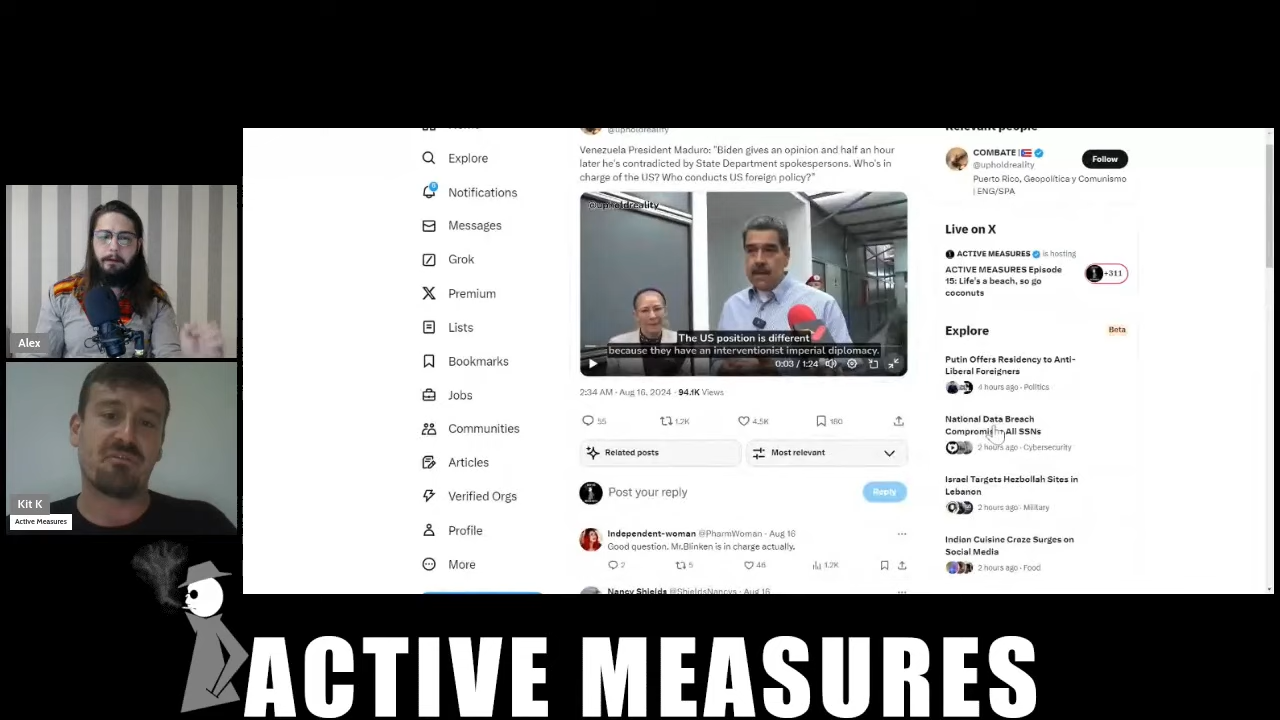 Alex
Kit K
Active Measures
Explore
Notifications
Messages
Grok
Premium
Lists
Bookmarks
Jobs
Communities
Articles
Verified Orgs
Profile
More
@upholdreality
Venezuela President Maduro: "Biden gives an opinion and half an hour
later he's contradicted by State Department spokespersons. Who's in
charge of the US? Who conducts US foreign policy?"
@upholdreality
The US position is different
because they have an interventionist imperial diplomacy.
0:03 / 1:24
2:34 AM · Aug 16, 2024 · 94.1K Views
55
1.2K
4.5K
180
Related posts
Most relevant
Post your reply
Reply
Independent-woman @PharmWoman · Aug 16
Good question. Mr.Blinken is in charge actually.
2
5
46
1.2K
Nancy Shields @ShieldsNancys · Aug 16
Relevant people
COMBATE |
@upholdreality
Follow
Puerto Rico, Geopolítica y Comunismo
| ENG/SPA
Live on X
ACTIVE MEASURES is hosting
ACTIVE MEASURES Episode
15: Life's a beach, so go
coconuts
+311
Explore
Beta
Putin Offers Residency to Anti-
Liberal Foreigners
4 hours ago · Politics
National Data Breach
Compromises All SSNs
2 hours ago · Cybersecurity
Israel Targets Hezbollah Sites in
Lebanon
2 hours ago · Military
Indian Cuisine Craze Surges on
Social Media
2 hours ago · Food
ACTIVE MEASURES